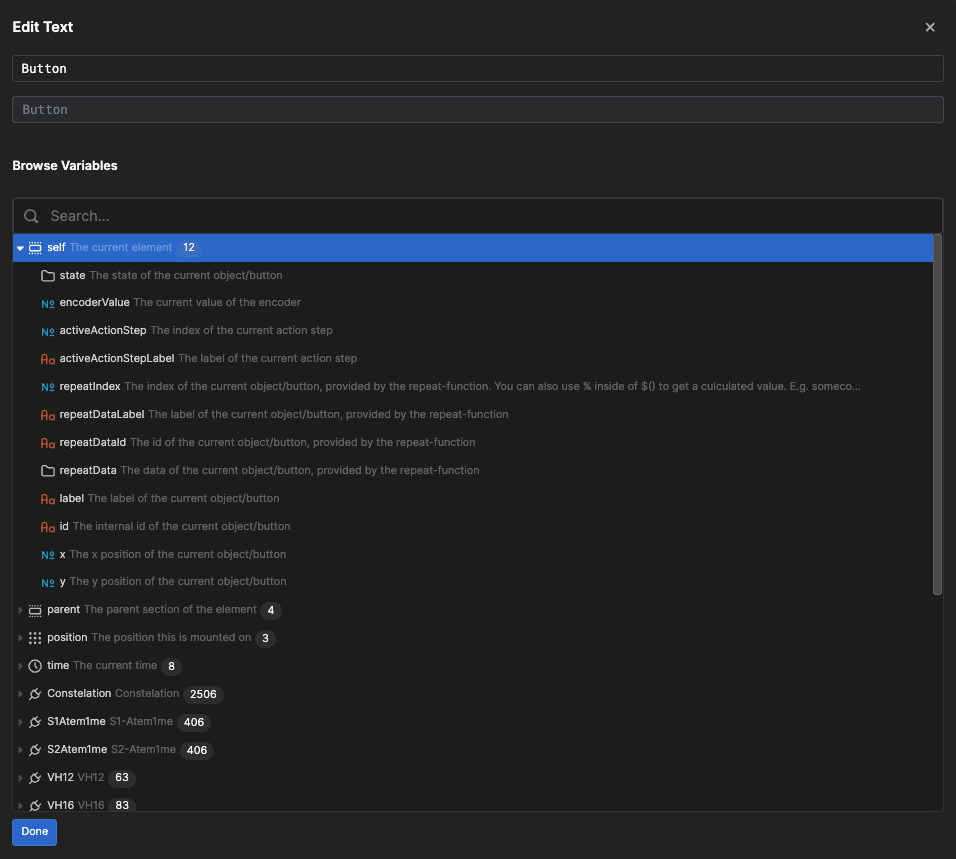 Edit Text
Button
Button
Browse Variables
Search...
self The current element 12
state The state of the current object/button
Nº encoderValue The current value of the encoder
Nº activeActionStep The index of the current action step
Aa activeActionStepLabel The label of the current action step
Nº repeatIndex The index of the current object/button, provided by the repeat-function. You can also use % inside of $() to get a culculated value. E.g. someco...
Aa repeatDataLabel The label of the current object/button, provided by the repeat-function
Aa repeatDataId The id of the current object/button, provided by the repeat-function
repeatData The data of the current object/button, provided by the repeat-function
Aa label The label of the current object/button
Aa id The internal id of the current object/button
Nº x The x position of the current object/button
Nº y The y position of the current object/button
parent The parent section of the element 4
position The position this is mounted on 3
time The current time 8
Constelation Constelation 2506
S1Atem1me S1-Atem1me 406
S2Atem1me S2-Atem1me 406
VH12 VH12 63
VH16 VH16 83
Done